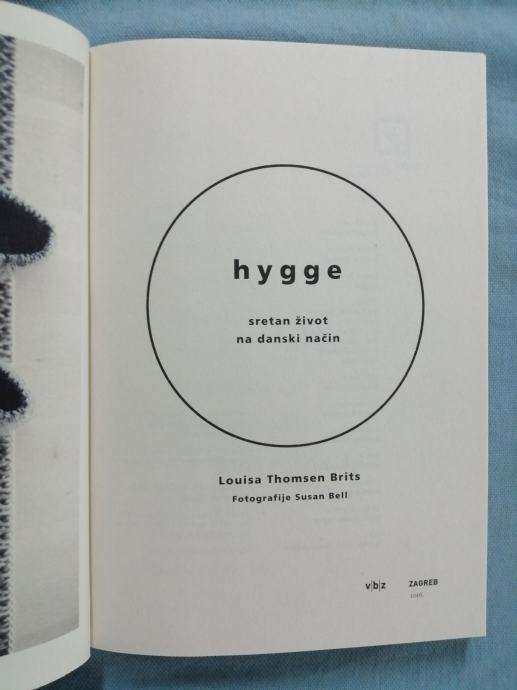 hygge
sretan život
na danski način
Louisa Thomsen Brits
Fotografije Susan Bell
v|b|z ZAGREB
2016.